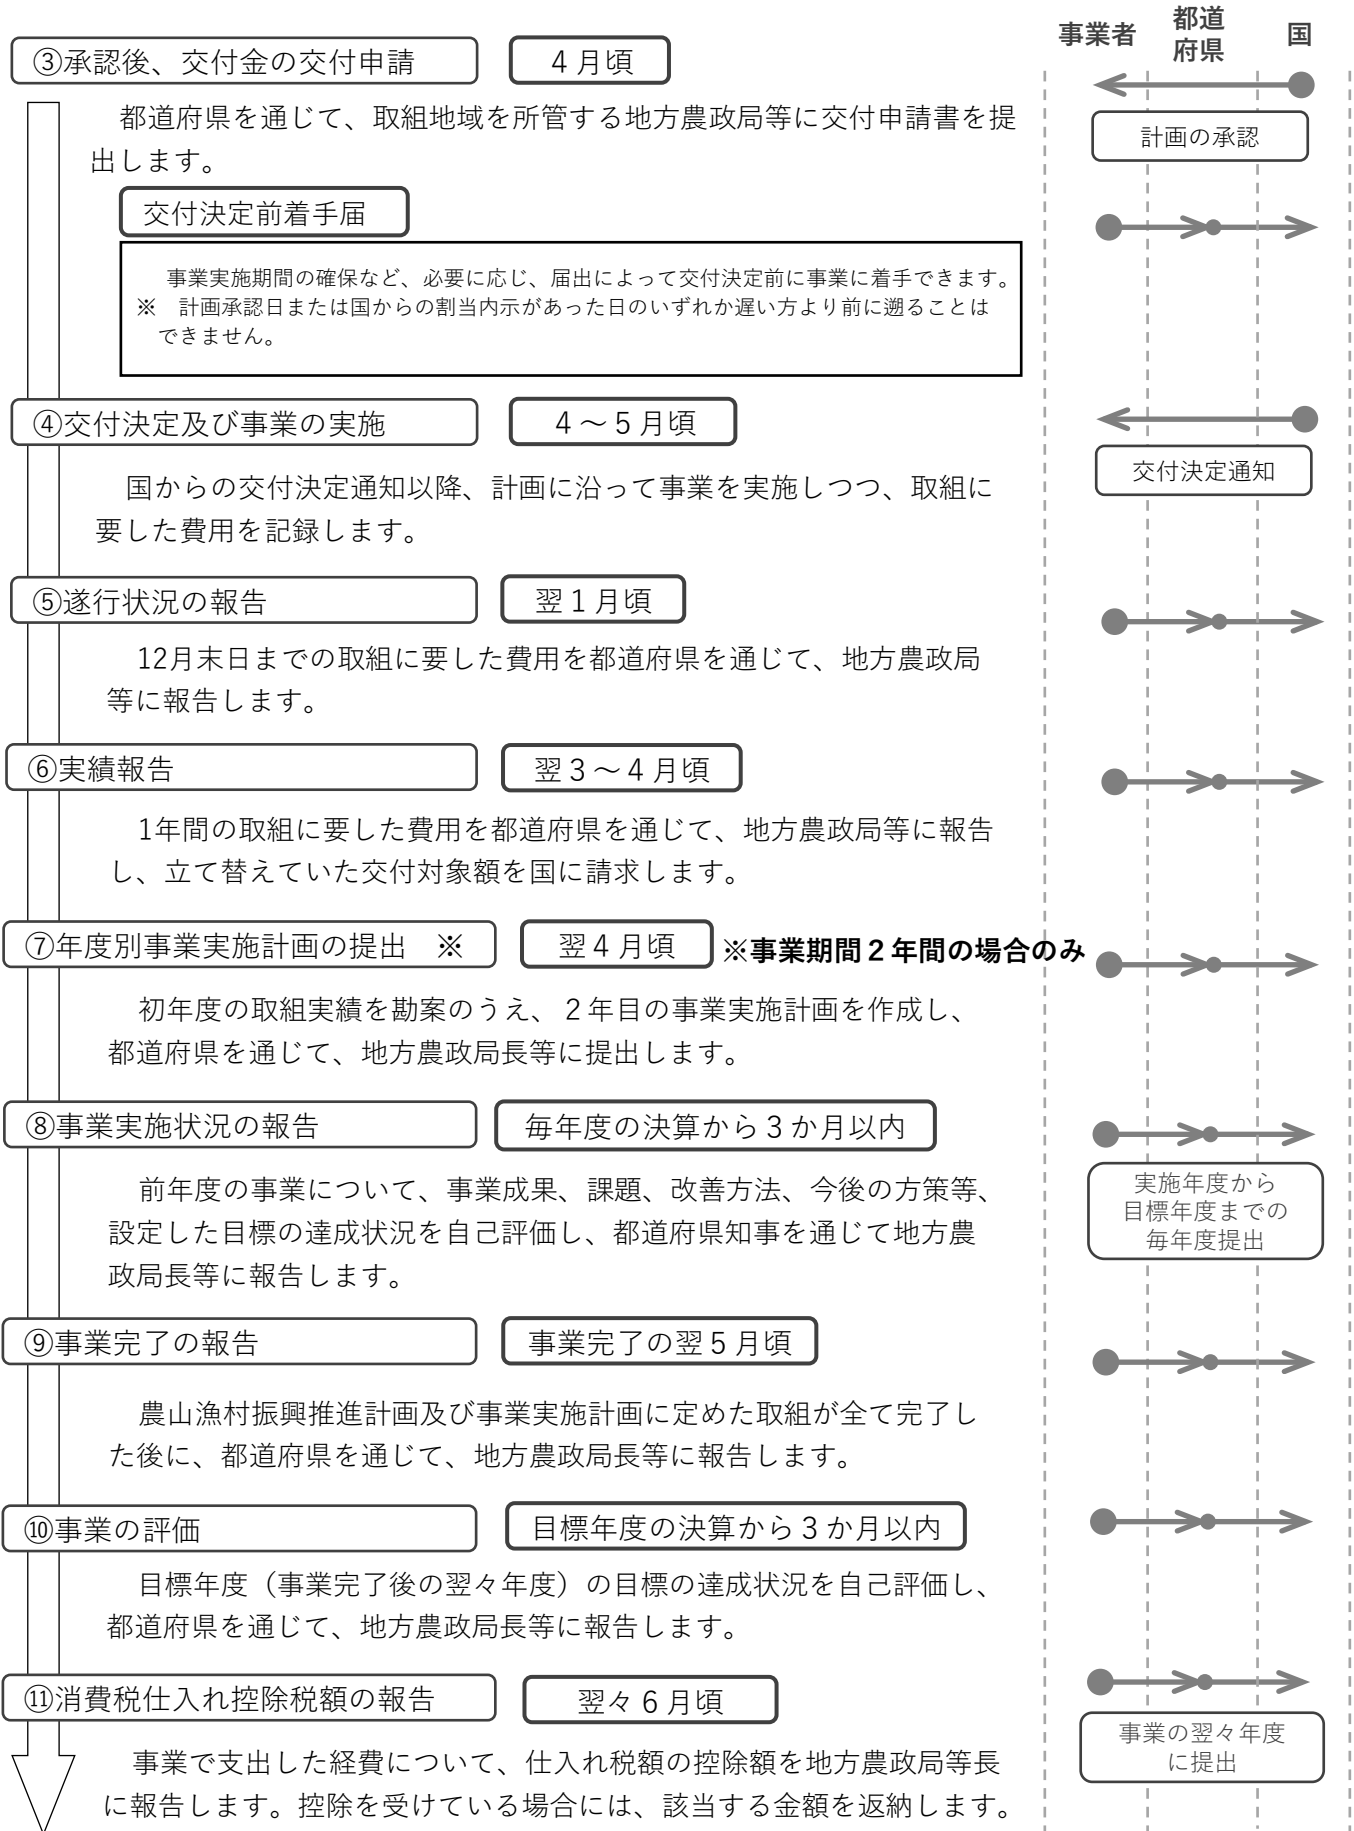 事業者
都道
府県
国
③承認後、交付金の交付申請
４月頃
都道府県を通じて、取組地域を所管する地方農政局等に交付申請書を提
出します。
計画の承認
交付決定前着手届
事業実施期間の確保など、必要に応じ、届出によって交付決定前に事業に着手できます。
※　計画承認日または国からの割当内示があった日のいずれか遅い方より前に遡ることは
できません。
④交付決定及び事業の実施
４～５月頃
国からの交付決定通知以降、計画に沿って事業を実施しつつ、取組に
要した費用を記録します。
交付決定通知
⑤遂行状況の報告
翌１月頃
12月末日までの取組に要した費用を都道府県を通じて、地方農政局
等に報告します。
⑥実績報告
翌３～４月頃
1年間の取組に要した費用を都道府県を通じて、地方農政局等に報告
し、立て替えていた交付対象額を国に請求します。
⑦年度別事業実施計画の提出　※
翌４月頃
※事業期間２年間の場合のみ
初年度の取組実績を勘案のうえ、２年目の事業実施計画を作成し、
都道府県を通じて、地方農政局長等に提出します。
⑧事業実施状況の報告
毎年度の決算から３か月以内
前年度の事業について、事業成果、課題、改善方法、今後の方策等、
設定した目標の達成状況を自己評価し、都道府県知事を通じて地方農
政局長等に報告します。
実施年度から
目標年度までの
毎年度提出
⑨事業完了の報告
事業完了の翌５月頃
農山漁村振興推進計画及び事業実施計画に定めた取組が全て完了し
た後に、都道府県を通じて、地方農政局長等に報告します。
⑩事業の評価
目標年度の決算から３か月以内
目標年度（事業完了後の翌々年度）の目標の達成状況を自己評価し、
都道府県を通じて、地方農政局長等に報告します。
⑪消費税仕入れ控除税額の報告
翌々６月頃
事業で支出した経費について、仕入れ税額の控除額を地方農政局等長
に報告します。控除を受けている場合には、該当する金額を返納します。
事業の翌々年度
に提出